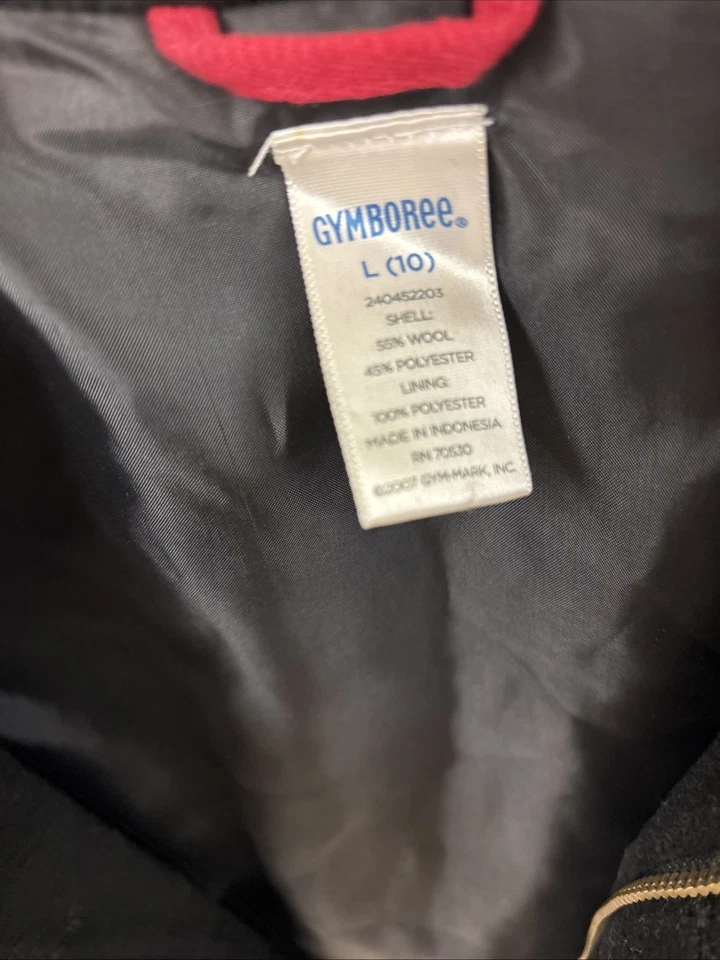 GYMBOREE®
L (10)
240452203
SHELL:
55% WOOL
45% POLYESTER
LINING:
100% POLYESTER
MADE IN INDONESIA
RN 70530
©2007 GYM-MARK, INC.